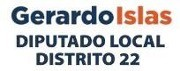 GerardoIslas
DIPUTADO LOCAL
DISTRITO 22